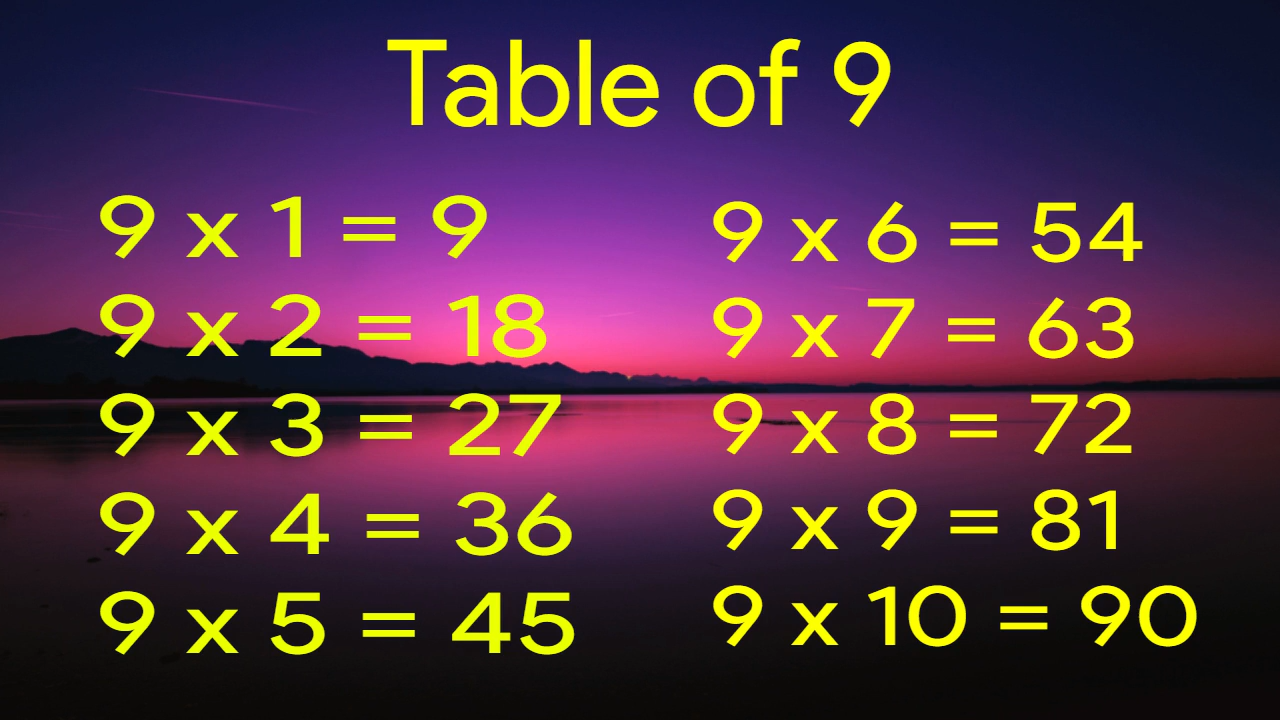 Table of 9
9 x 1 = 9
9 x 2 = 18
9 x 3 = 27
9 x 4 = 36
9 x 5 = 45
9 x 6 = 54
9 x 7 = 63
9 x 8 = 72
9 x 9 = 81
9 x 10 = 90